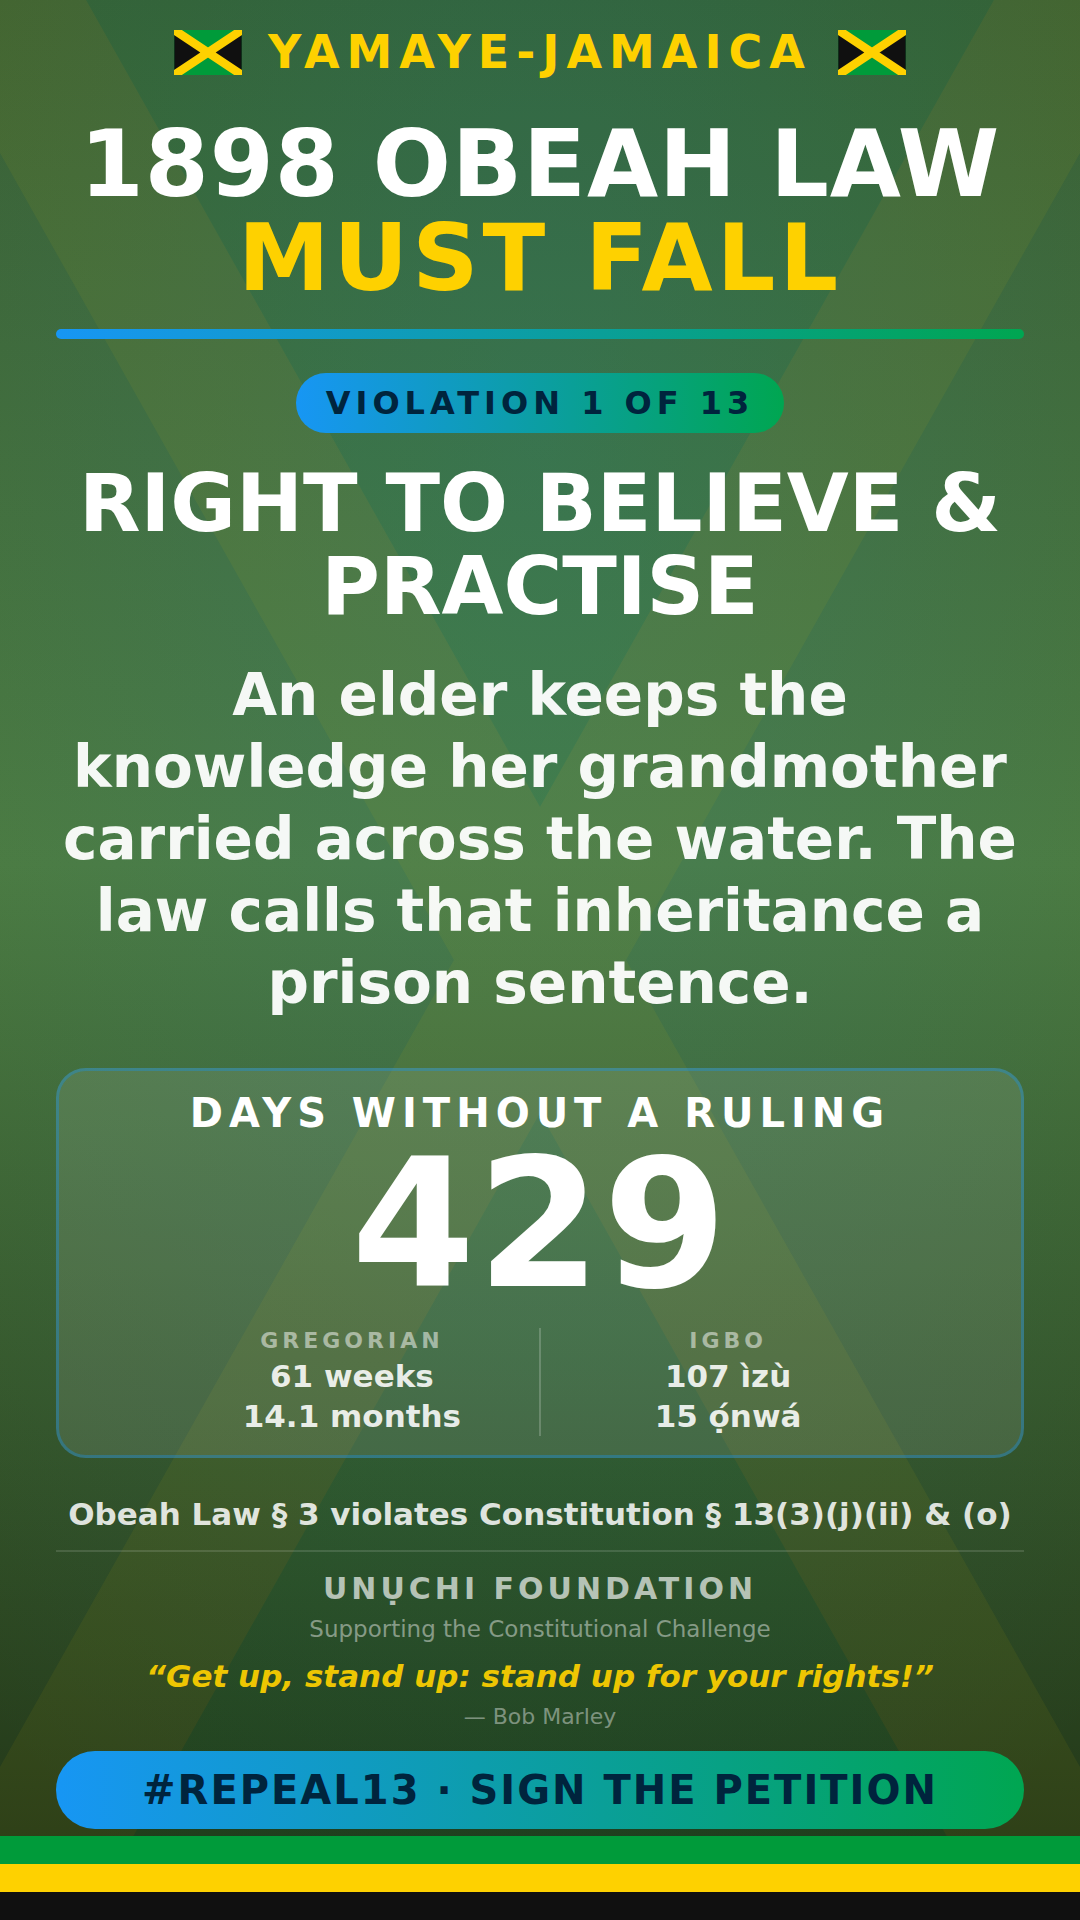 YAMAYE-JAMAICA
1898 OBEAH LAW
MUST FALL
VIOLATION 1 OF 13
RIGHT TO BELIEVE &
PRACTISE
An elder keeps the
knowledge her grandmother
carried across the water. The
law calls that inheritance a
prison sentence.
DAYS WITHOUT A RULING
429
GREGORIAN
61 weeks
14.1 months
IGBO
107 ìzù
15 ọ́nwá
Obeah Law § 3 violates Constitution § 13(3)(j)(ii) & (o)
UNỤCHI FOUNDATION
Supporting the Constitutional Challenge
“Get up, stand up: stand up for your rights!”
— Bob Marley
#REPEAL13 · SIGN THE PETITION